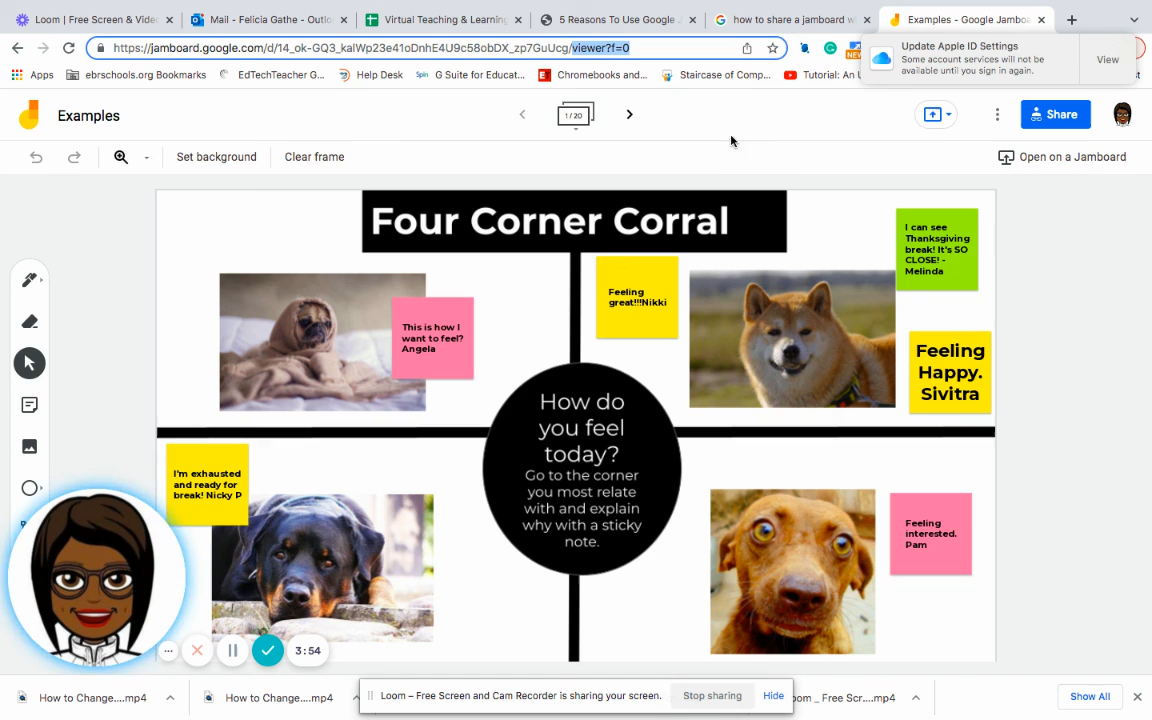 Loom | Free Screen & Video
Mail - Felicia Gathe - Outlo
Virtual Teaching & Learning
5 Reasons To Use Google J
how to share a jamboard w
Examples - Google Jamboa
https://jamboard.google.com/d/14_ok-GQ3_kalWp23e41oDnhE4U9c58obDX_zp7GuUcg/viewer?f=0
NEW
Update Apple ID Settings
Some account services will not be
available until you sign in again.
View
Apps
ebrschools.org Bookmarks
EdTechTeacher G...
Help Desk
Spin
G Suite for Educat...
Chromebooks and...
Staircase of Comp...
Tutorial: An U
Examples
1 / 20
Share
Set background
Clear frame
Open on a Jamboard
Four Corner Corral
I can see
Thanksgiving
break! It's SO
CLOSE! -
Melinda
Feeling
great!!!Nikki
This is how I
want to feel?
Angela
Feeling
Happy.
Sivitra
How do
you feel
today?
Go to the corner
you most relate
with and explain
why with a sticky
note.
I'm exhausted
and ready for
break! Nicky P
Feeling
interested.
Pam
3:54
How to Change....mp4
How to Change....mp4
Loom – Free Screen and Cam Recorder is sharing your screen.
Stop sharing
Hide
oom _ Free Scr....mp4
Show All